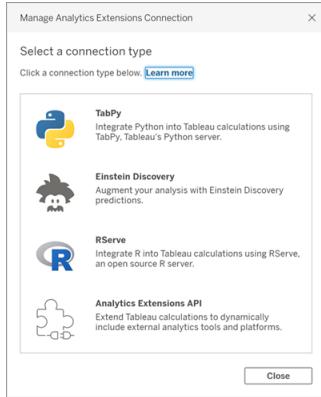 Manage Analytics Extensions Connection
Select a connection type
Click a connection type below. Learn more
TabPy
Integrate Python into Tableau calculations using
TabPy, Tableau's Python server.
Einstein Discovery
Augment your analysis with Einstein Discovery
predictions.
RServe
Integrate R into Tableau calculations using RServe,
an open source R server.
Analytics Extensions API
Extend Tableau calculations to dynamically
include external analytics tools and platforms.
Close